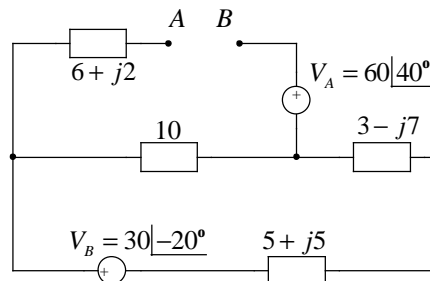 A B
6 + j2
V_A = 60|40°
+
10
3 − j7
V_B = 30|−20°
5 + j5
+